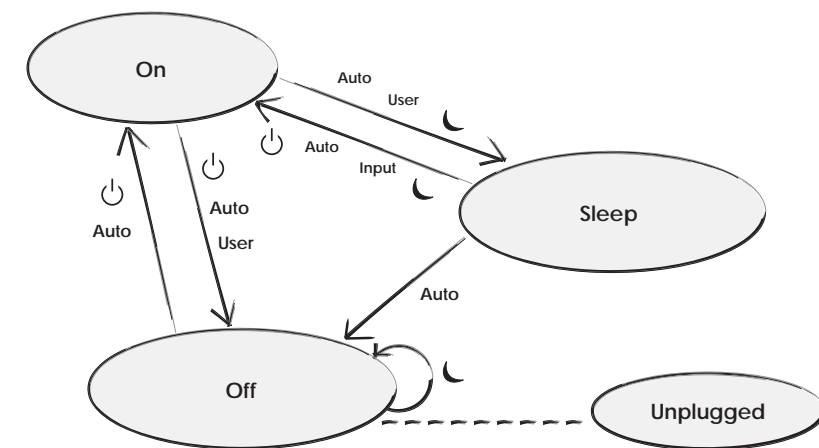 On
Auto
User
Auto
Input
Sleep
Auto
Auto
User
Auto
Off
Unplugged